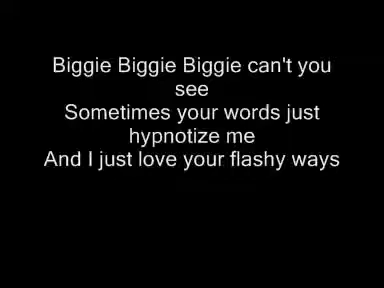 Biggie Biggie Biggie can't you
see
Sometimes your words just
hypnotize me
And I just love your flashy ways